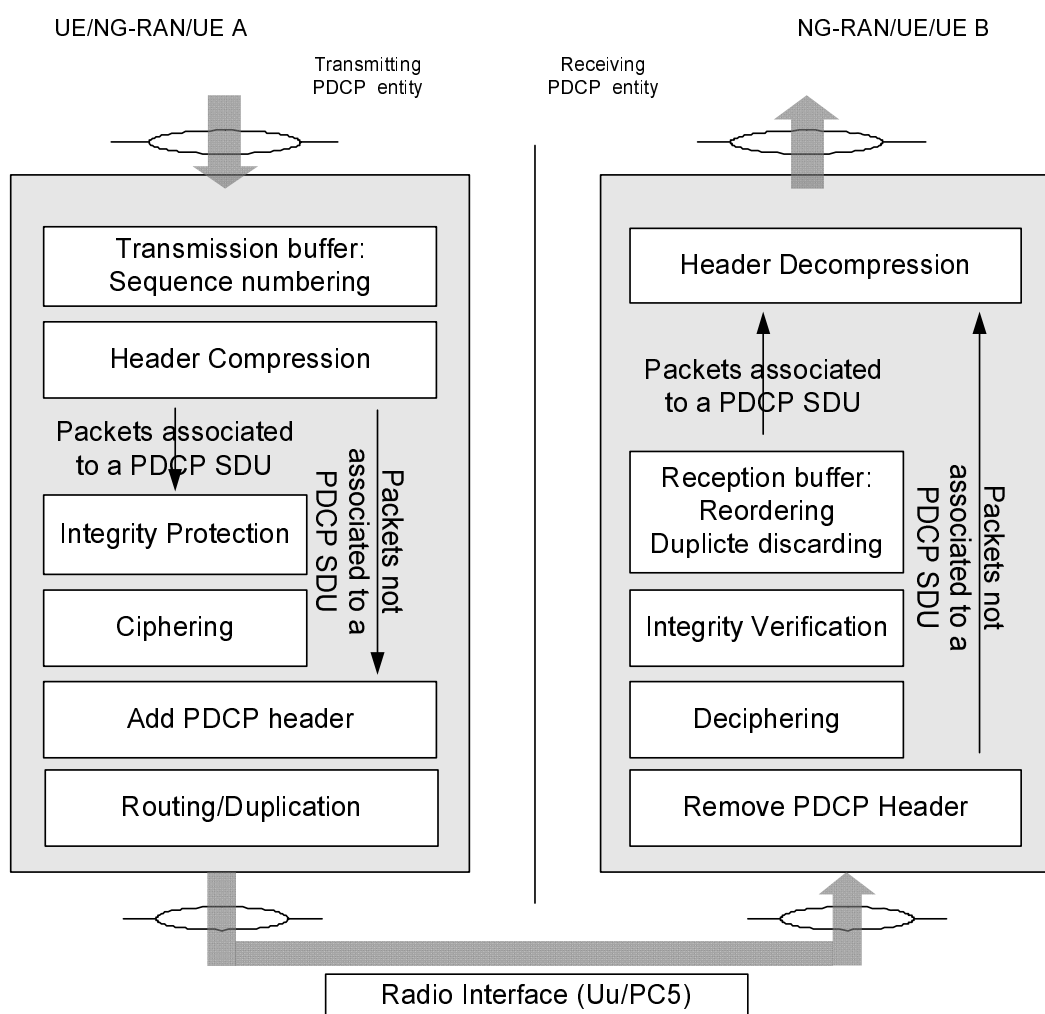 UE/NG-RAN/UE A
NG-RAN/UE/UE B
Transmitting
PDCP entity
Receiving
PDCP entity
Transmission buffer:
Sequence numbering
Header Compression
Packets associated
to a PDCP SDU
Packets not
associated to a
PDCP SDU
Integrity Protection
Ciphering
Add PDCP header
Routing/Duplication
Header Decompression
Packets associated
to a PDCP SDU
Reception buffer:
Reordering
Duplicte discarding
Packets not
associated to a
PDCP SDU
Integrity Verification
Deciphering
Remove PDCP Header
Radio Interface (Uu/PC5)